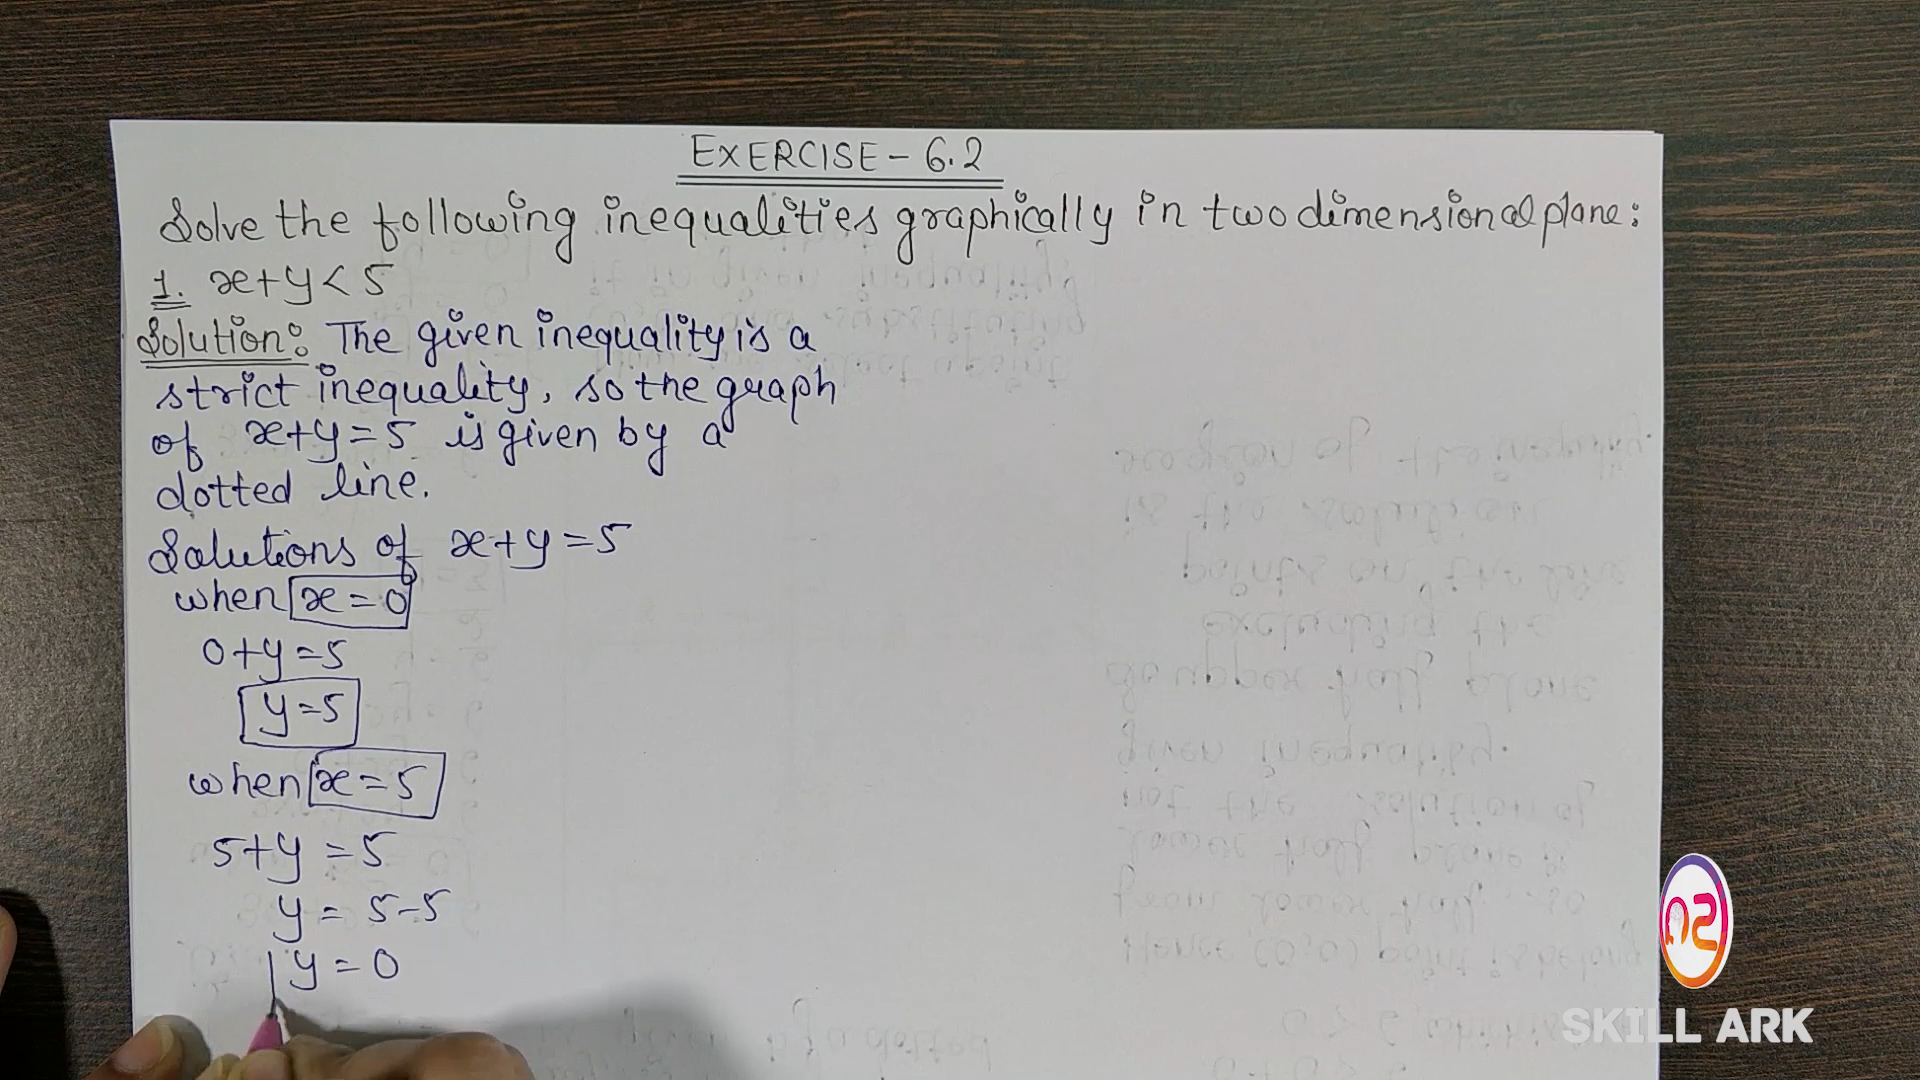 EXERCISE - 6.2
Solve the following inequalities graphically in two dimensional plane:
1. x+y<5
Solution: The given inequality is a
strict inequality, so the graph
of x+y=5 is given by a
dotted line.
Solutions of x+y=5
when x=0
0+y=5
y=5
when x=5
5+y=5
y=5-5
y=0
SKILL ARK